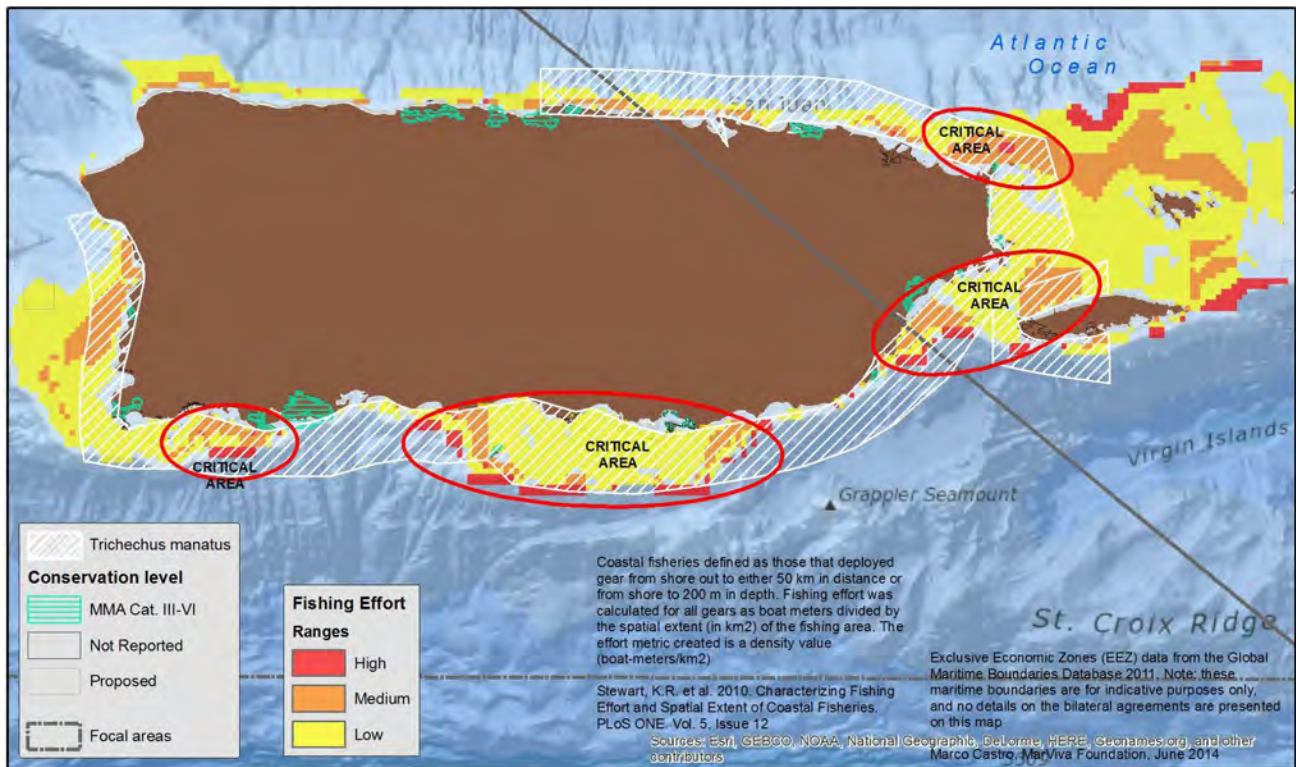 Atlantic
Ocean
San Juan
CRITICAL
AREA
CRITICAL
AREA
CRITICAL
AREA
CRITICAL
AREA
Virgin Islands
Grappler Seamount
St. Croix Ridge
Trichechus manatus
Conservation level
MMA Cat. III-VI
Not Reported
Proposed
Focal areas
Fishing Effort
Ranges
High
Medium
Low
Coastal fisheries defined as those that deployed
gear from shore out to either 50 km in distance or
from shore to 200 m in depth. Fishing effort was
calculated for all gears as boat meters divided by
the spatial extent (in km2) of the fishing area. The
effort metric created is a density value
(boat-meters/km2)
Stewart, K.R. et al. 2010. Characterizing Fishing
Effort and Spatial Extent of Coastal Fisheries.
PLoS ONE. Vol. 5, Issue 12
Exclusive Economic Zones (EEZ) data from the Global
Maritime Boundaries Database 2011. Note: these
maritime boundaries are for indicative purposes only,
and no details on the bilateral agreements are presented
on this map
Sources: Esri, GEBCO, NOAA, National Geographic, DeLorme, HERE, Geonames.org, and other
contributors
Marco Castro, MarViva Foundation, June 2014